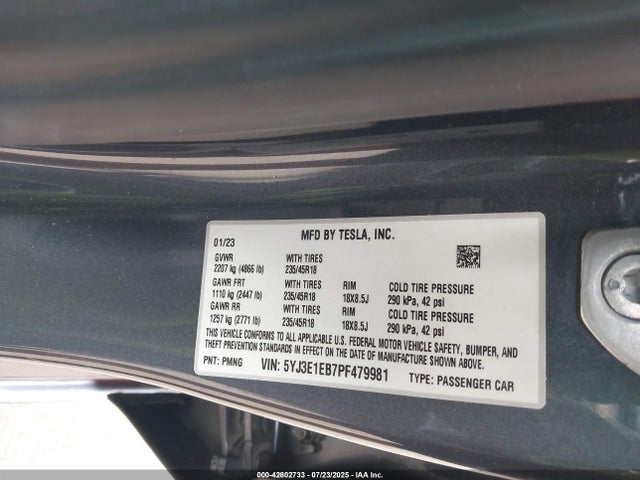 MFD BY TESLA, INC.
01/23
GVWR WITH TIRES
2207 kg (4866 lb) 235/45R18
GAWR FRT WITH TIRES RIM COLD TIRE PRESSURE
1110 kg (2447 lb) 235/45R18 18X8.5J 290 kPa, 42 psi
GAWR RR WITH TIRES RIM COLD TIRE PRESSURE
1257 kg (2771 lb) 235/45R18 18X8.5J 290 kPa, 42 psi
THIS VEHICLE CONFORMS TO ALL APPLICABLE U.S. FEDERAL MOTOR VEHICLE SAFETY, BUMPER, AND
THEFT PREVENTION STANDARDS IN EFFECT ON THE DATE OF MANUFACTURE SHOWN ABOVE.
PNT: PMNG VIN: 5YJ3E1EB7PF479981 TYPE: PASSENGER CAR
000-42802733 - 07/23/2025 - IAA Inc.